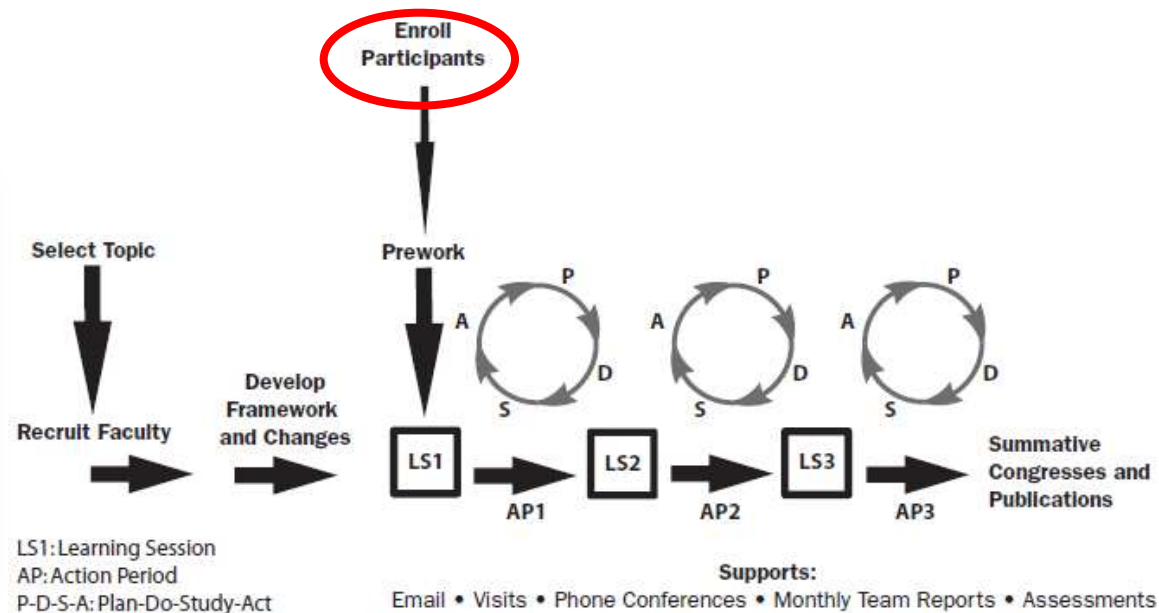 Enroll
Participants
Select Topic
Prework
P
A
D
S
P
A
D
S
P
A
D
S
Develop
Framework
and Changes
Recruit Faculty
LS1
LS2
LS3
AP1
AP2
AP3
Summative
Congresses and
Publications
LS1: Learning Session
AP: Action Period
P-D-S-A: Plan-Do-Study-Act
Supports:
Email • Visits • Phone Conferences • Monthly Team Reports • Assessments